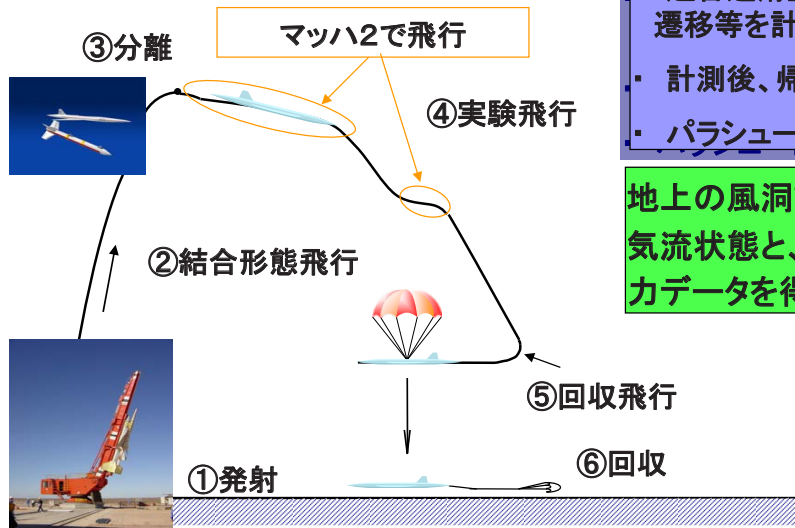 ③分離
マッハ2で飛行
④実験飛行
②結合形態飛行
⑤回収飛行
①発射
⑥回収
遷移等を計
・ 計測後、帰
・ パラシュー
地上の風洞
気流状態と、
力データを得